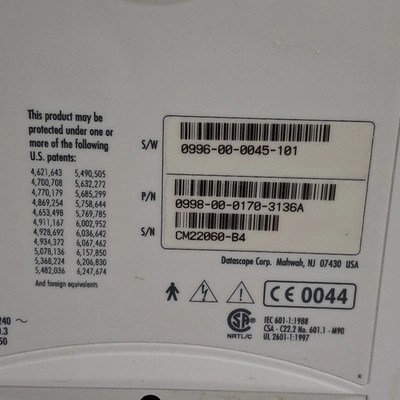 This product may be
protected under one or
more of the following
U.S. patents:
4,621,643 5,490,505
4,700,708 5,632,272
4,770,179 5,685,299
4,869,254 5,758,644
4,653,498 5,769,785
4,911,167 6,002,952
4,928,692 6,036,642
4,934,372 6,067,462
5,078,136 6,157,850
5,368,224 6,206,830
5,482,036 6,247,674
And foreign equivalents
S/W 0996-00-0045-101
P/N 0998-00-0170-3136A
S/N CM22060-B4
Datascope Corp. Mahwah, NJ 07430 USA
CE 0044
SA
NRTL/C
IEC 601-1:1988
CSA - C22.2 No. 601.1 - M90
UL 2601-1:1997
240 ~